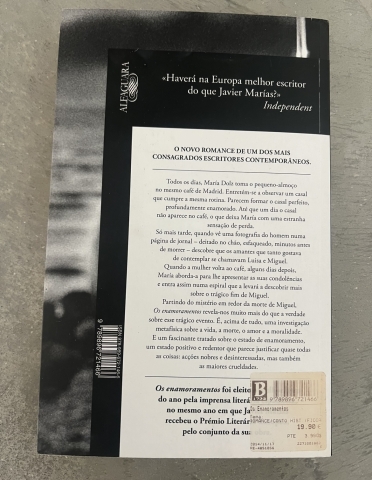 ALFAGUARA
«Haverá na Europa melhor escritor
do que Javier Marías?»
Independent
O NOVO ROMANCE DE UM DOS MAIS
CONSAGRADOS ESCRITORES CONTEMPORÂNEOS.
Todos os dias, María Dolz toma o pequeno-almoço
no mesmo café de Madrid. Entretém-se a observar um casal
que cumpre a mesma rotina. Parecem formar o casal perfeito,
profundamente enamorado. Até que um dia o casal
não aparece no café, o que deixa María com uma estranha
sensação de perda.
Só mais tarde, quando vê uma fotografia do homem numa
página de jornal – deitado no chão, esfaqueado, minutos antes
de morrer – descobre que os amantes que tanto gostava
de contemplar se chamavam Luisa e Miguel.
Quando a mulher volta ao café, alguns dias depois,
María aborda-a para lhe apresentar as suas condolências
e entra assim numa espiral que a levará a descobrir mais
sobre o trágico fim de Miguel.
Partindo do mistério em redor da morte de Miguel,
Os enamoramentos revela-nos muito mais do que a verdade
sobre esse trágico evento. É, acima de tudo, uma investigação
metafísica sobre a vida, a morte, o amor e a moralidade.
E um fascinante tratado sobre o estado de enamoramento,
um estado positivo e redentor que parece justificar quase todas
as coisas: acções nobres e desinteressadas, mas também
as maiores crueldades.
Os enamoramentos foi eleito
do ano pela imprensa literá
no mesmo ano em que Ja
recebeu o Prémio Literár
pelo conjunto da sua
B
Os Enamoramentos
19.90 €